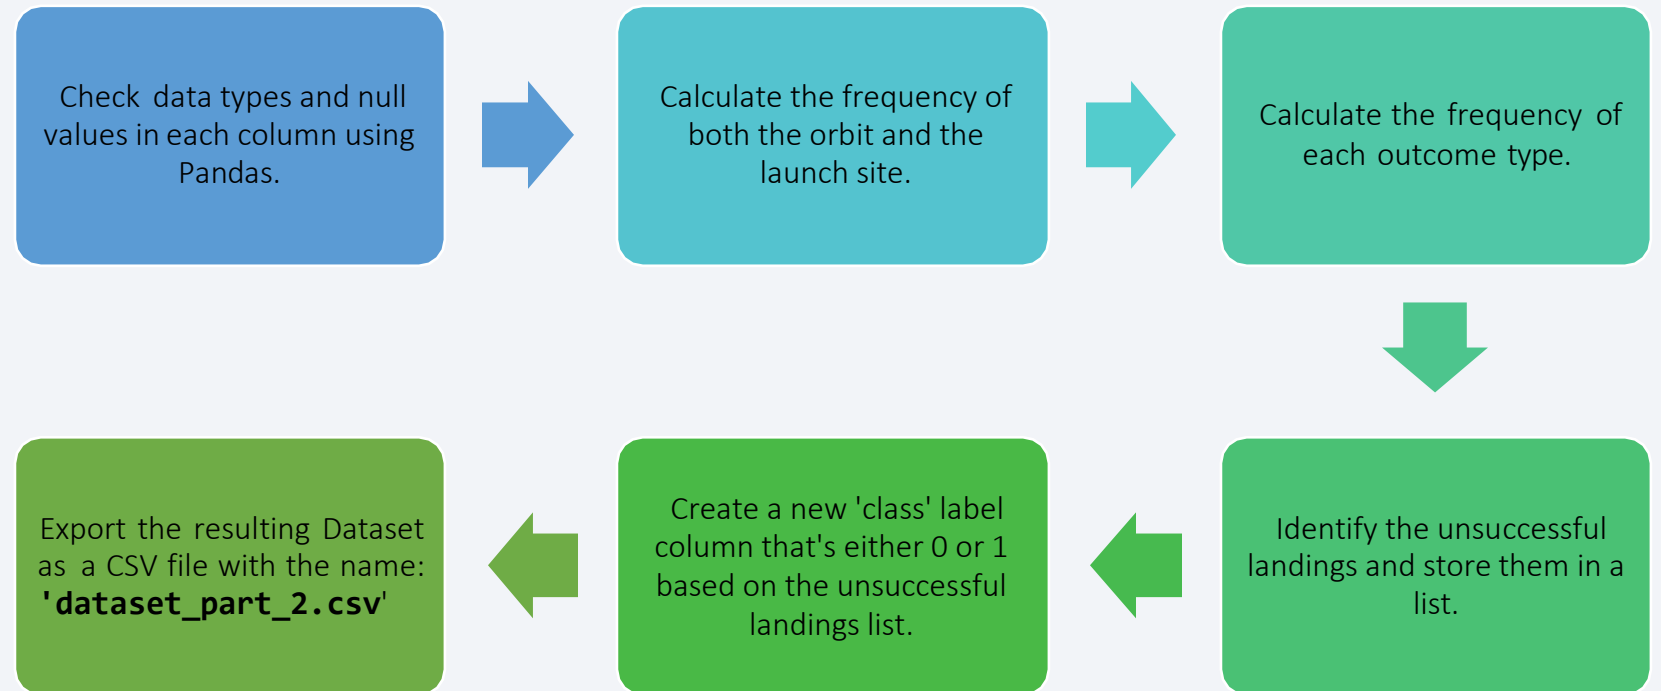 Check data types and null
values in each column using
Pandas.
Calculate the frequency of
both the orbit and the
launch site.
Calculate the frequency of
each outcome type.
Identify the unsuccessful
landings and store them in a
list.
Create a new 'class' label
column that's either 0 or 1
based on the unsuccessful
landings list.
Export the resulting Dataset
as a CSV file with the name:
'dataset_part_2.csv'